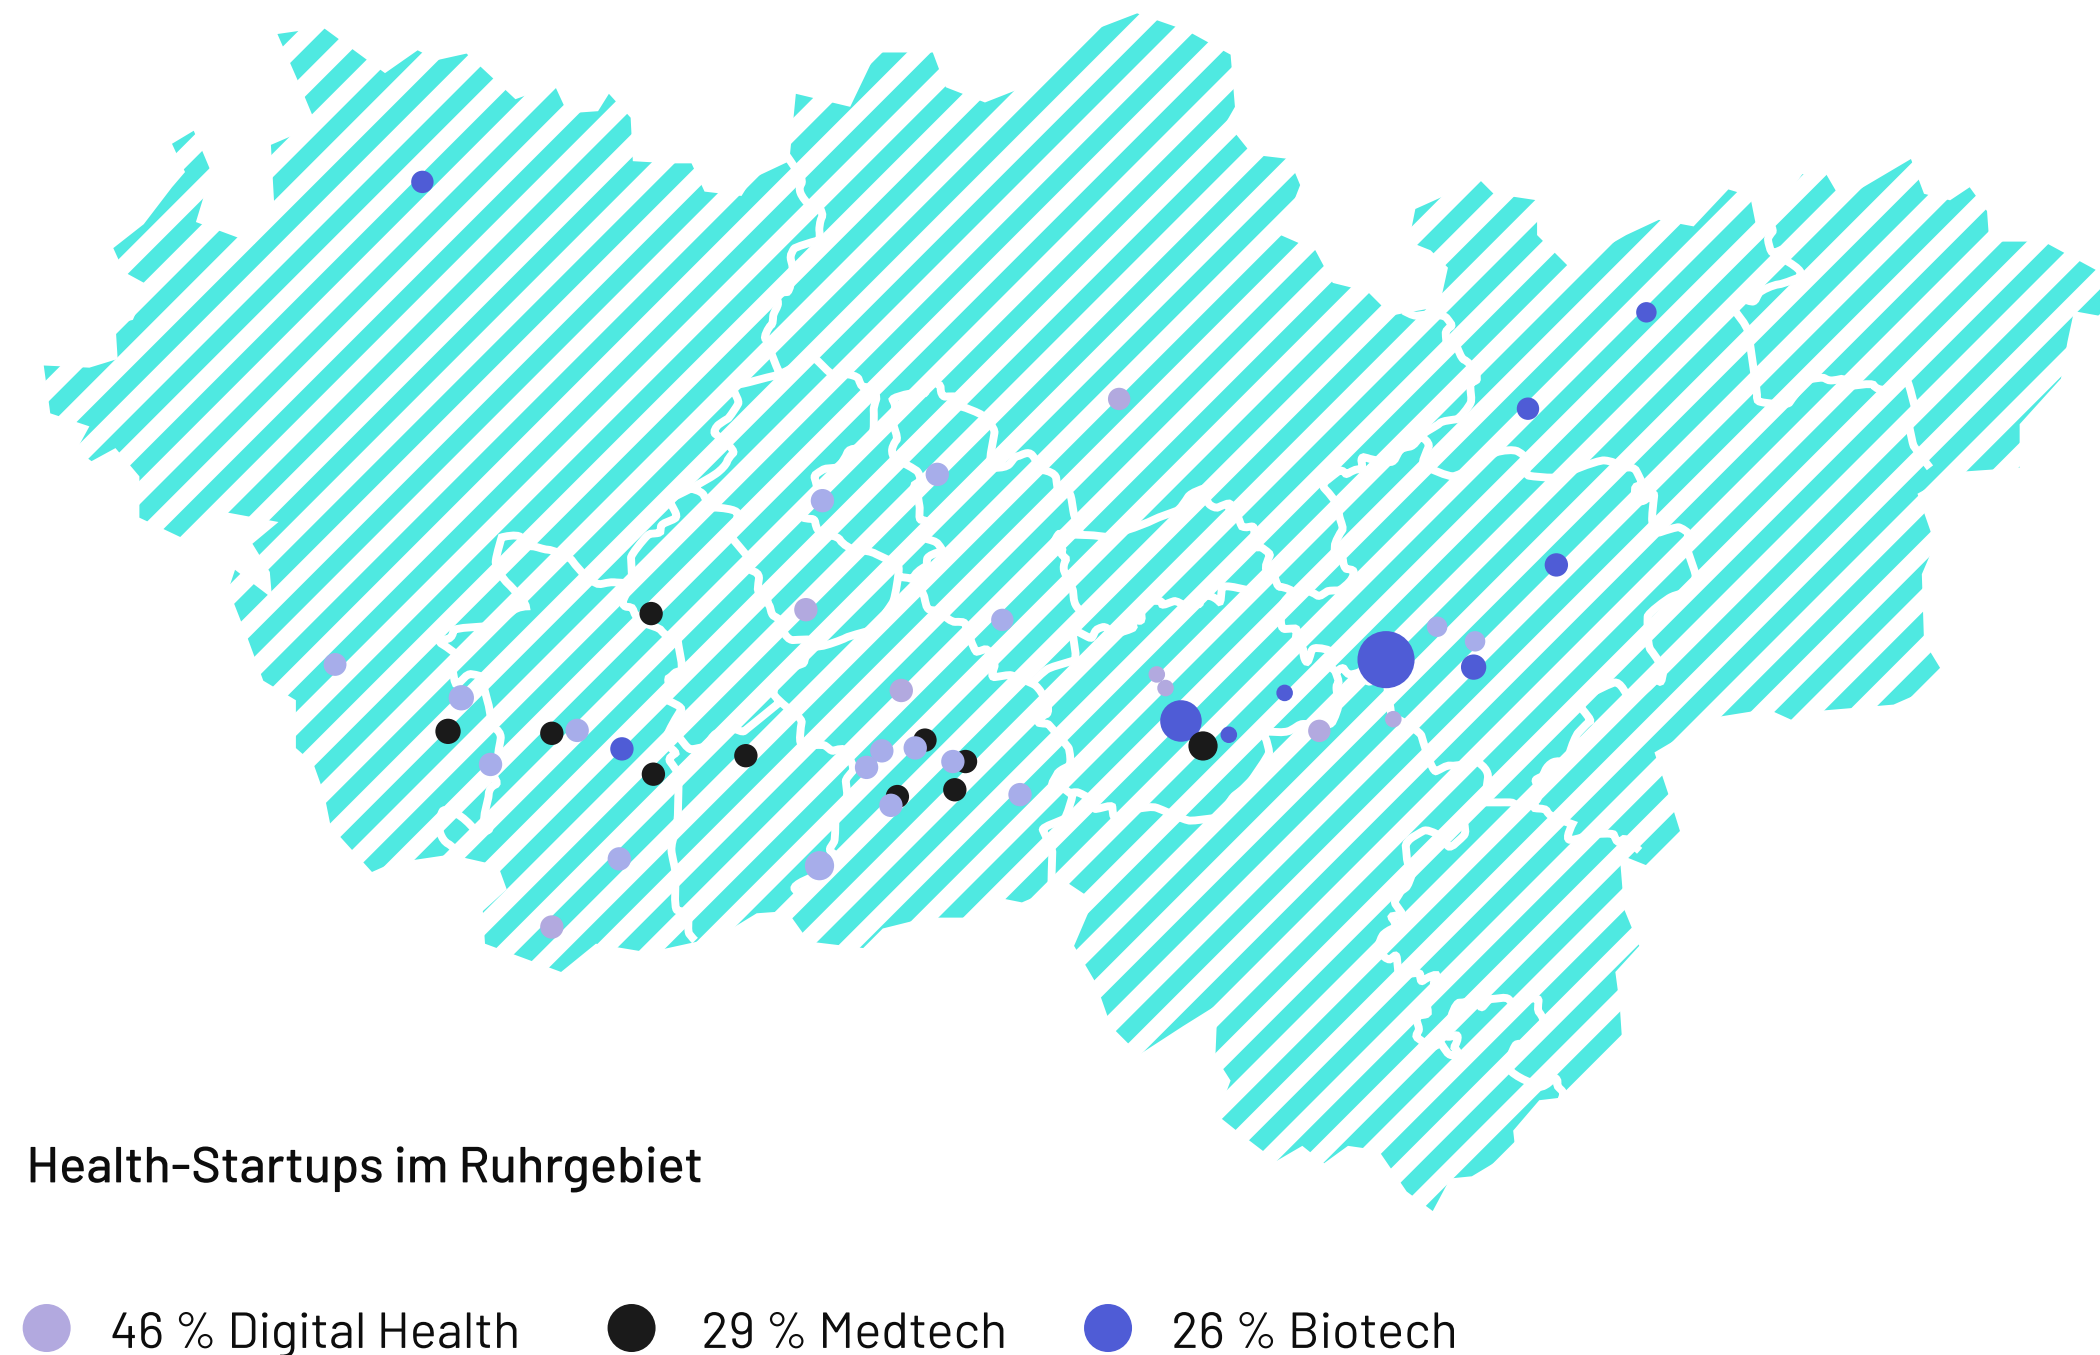 Health-Startups im Ruhrgebiet
46 % Digital Health
29 % Medtech
26 % Biotech